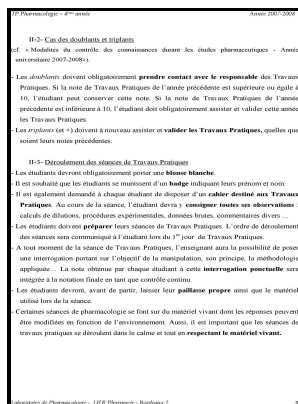 TP Pharmacologie – 4ème année Année 2007-2008
II-2- Cas des doublants et triplants
(cf. « Modalités du contrôle des connaissances durant les études pharmaceutiques - Année
universitaire 2007-2008»).
- Les doublants doivent obligatoirement prendre contact avec le responsable des Travaux
Pratiques. Si la note de Travaux Pratiques de l'année précédente est supérieure ou égale à
10, l'étudiant peut conserver cette note. Si la note de Travaux Pratiques de l'année
précédente est inférieure à 10, l'étudiant doit obligatoirement assister et valider cette année
les Travaux Pratiques.
- Les triplants (et +) doivent à nouveau assister et valider les Travaux Pratiques, quelles que
soient leurs notes précédentes.
II-3- Déroulement des séances de Travaux Pratiques
- Les étudiants devront obligatoirement porter une blouse blanche.
- Il est souhaité que les étudiants se munissent d'un badge indiquant leurs prénom et nom.
- Il est également demandé à chaque étudiant de disposer d'un cahier destiné aux Travaux
Pratiques. Au cours de la séance, l'étudiant devra y consigner toutes ses observations :
calculs de dilutions, procédures expérimentales, données brutes, commentaires divers …
- Les étudiants doivent préparer leurs séances de Travaux Pratiques. L'ordre de déroulement
des séances sera communiqué à l'étudiant lors du 1er jour de Travaux Pratiques.
- A tout moment de la séance de Travaux Pratiques, l'enseignant aura la possibilité de poser
une interrogation portant sur l'objectif de la manipulation, son principe, la méthodologie
appliquée… La note obtenue par chaque étudiant à cette interrogation ponctuelle sera
intégrée à la notation finale en tant que contrôle continu.
- Les étudiants devront, avant de partir, laisser leur paillasse propre ainsi que le matériel
utilisé lors de la séance.
- Certaines séances de pharmacologie se font sur du matériel vivant dont les réponses peuvent
être modifiées en fonction de l'environnement. Aussi, il est important que les séances de
travaux pratiques se déroulent dans le calme et tout en respectant le matériel vivant.
Laboratoire de Pharmacologie - UFR Pharmacie - Bordeaux 2 5